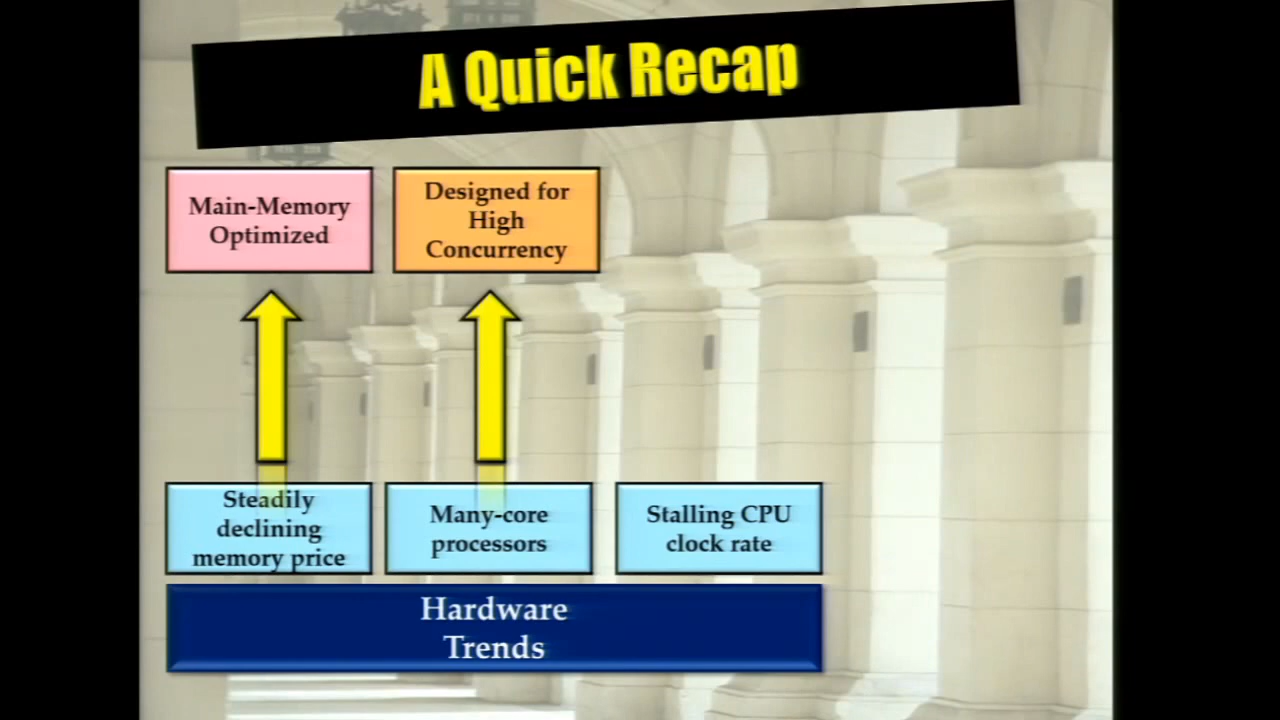 A Quick Recap
Main-Memory
Optimized
Designed for
High
Concurrency
Steadily
declining
memory price
Many-core
processors
Stalling CPU
clock rate
Hardware
Trends